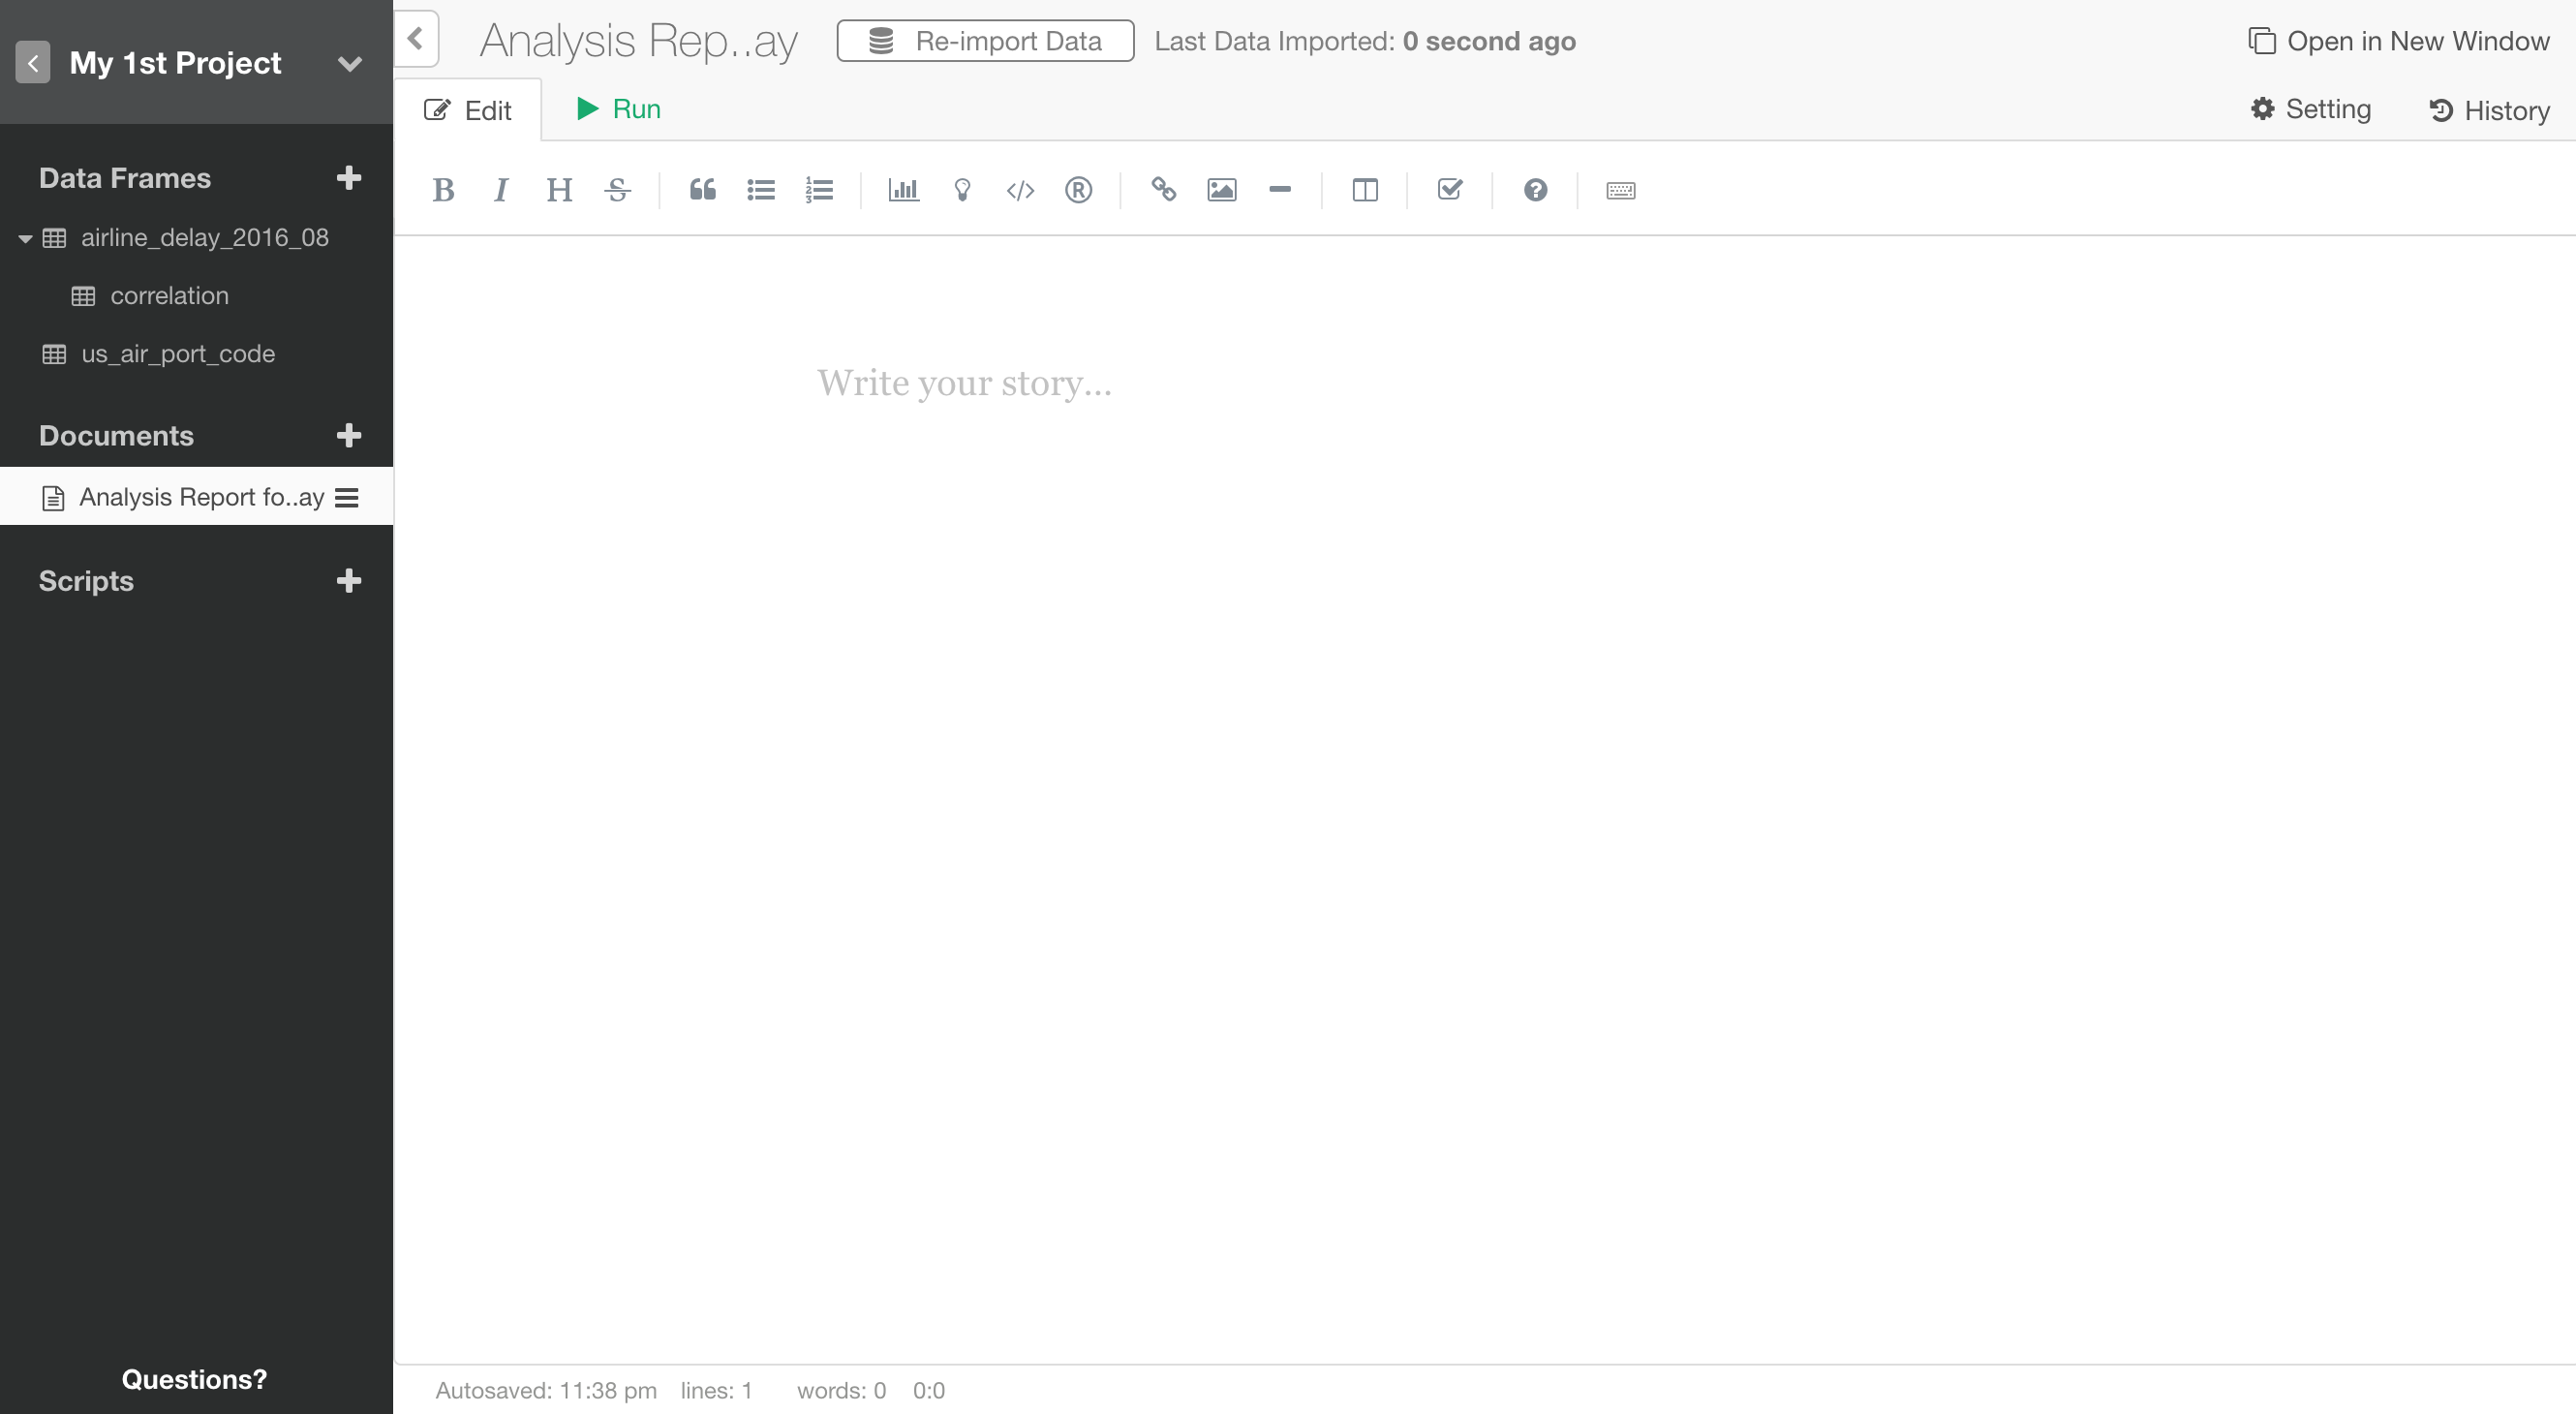 My 1st Project
Data Frames
airline_delay_2016_08
correlation
us_air_port_code
Documents
Analysis Report fo..ay
Scripts
Questions?
Analysis Rep..ay
Re-import Data
Last Data Imported: 0 second ago
Open in New Window
Edit
Run
Setting
History
B I H S
Write your story...
Autosaved: 11:38 pm lines: 1 words: 0 0:0